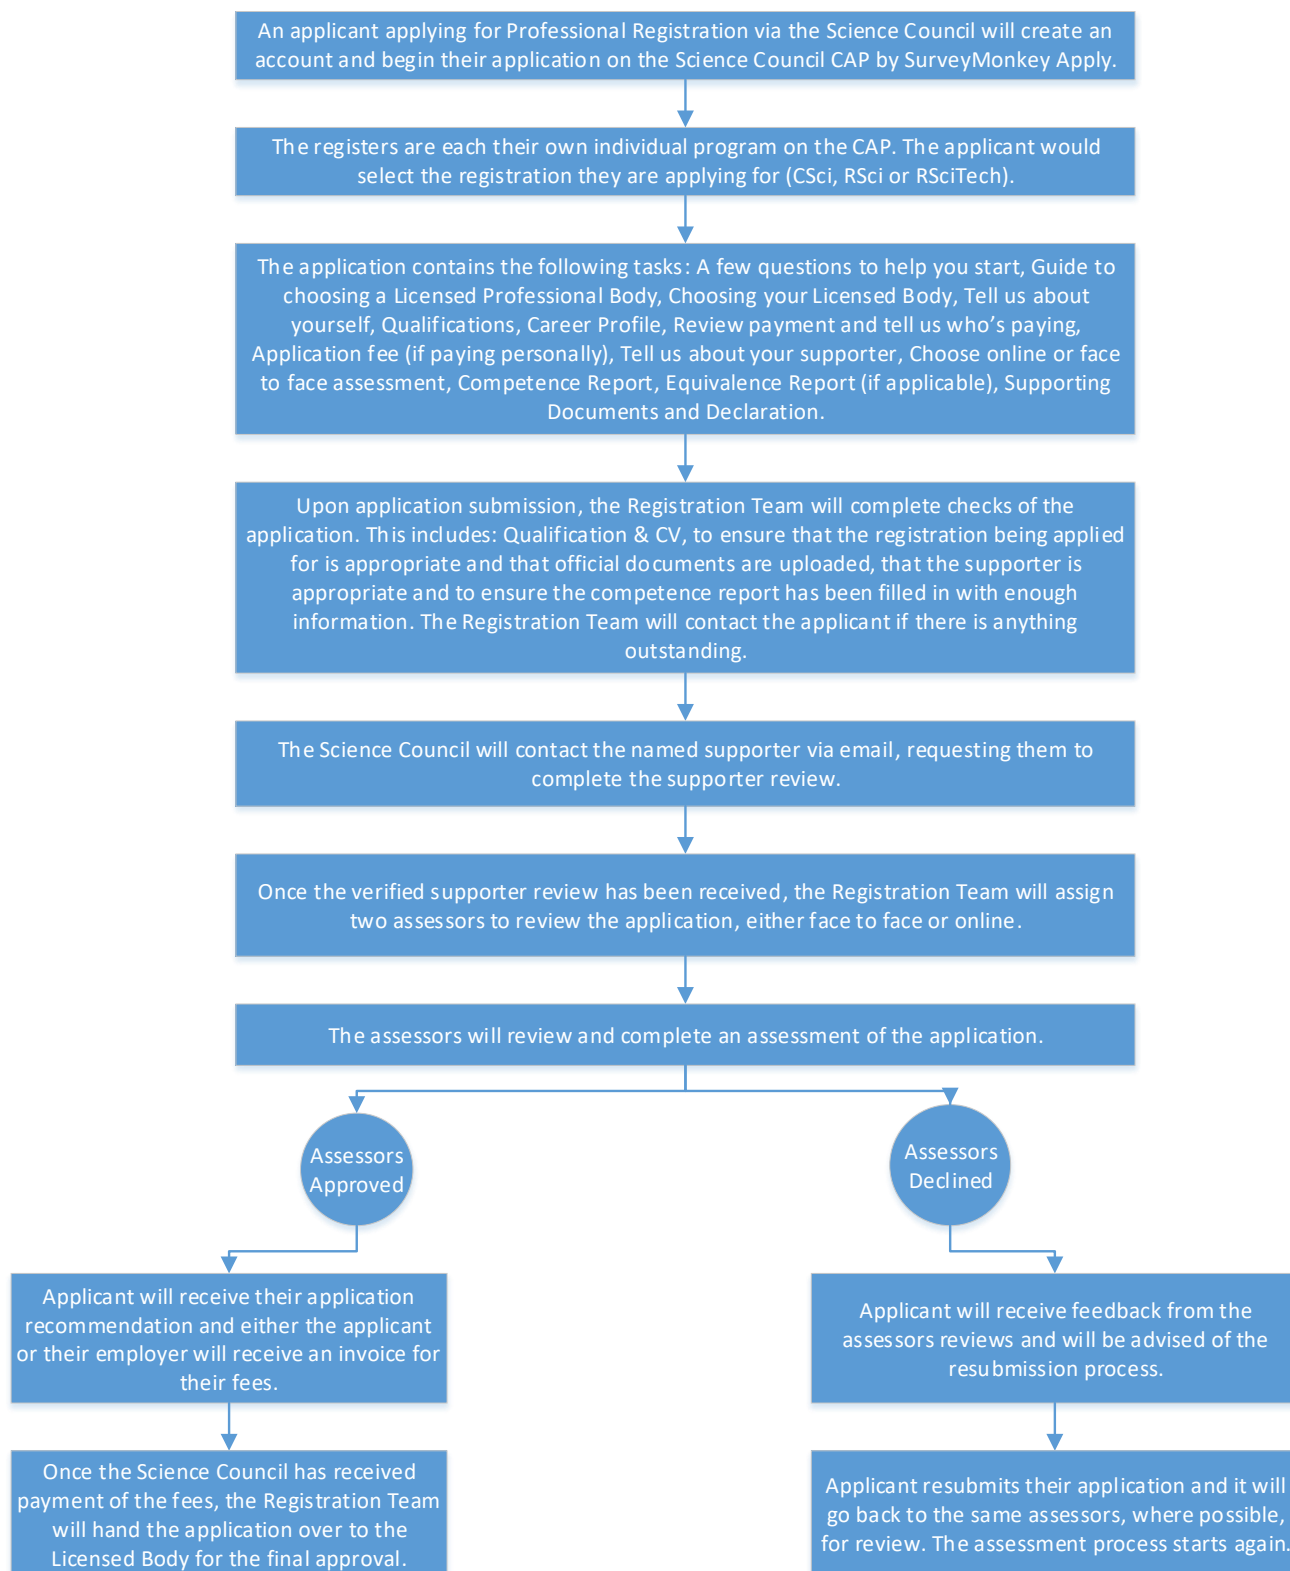 An applicant applying for Professional Registration via the Science Council will create an
account and begin their application on the Science Council CAP by SurveyMonkey Apply.
The registers are each their own individual program on the CAP. The applicant would
select the registration they are applying for (CSci, RSci or RSciTech).
The application contains the following tasks: A few questions to help you start, Guide to
choosing a Licensed Professional Body, Choosing your Licensed Body, Tell us about
yourself, Qualifications, Career Profile, Review payment and tell us who's paying,
Application fee (if paying personally), Tell us about your supporter, Choose online or face
to face assessment, Competence Report, Equivalence Report (if applicable), Supporting
Documents and Declaration.
Upon application submission, the Registration Team will complete checks of the
application. This includes: Qualification & CV, to ensure that the registration being applied
for is appropriate and that official documents are uploaded, that the supporter is
appropriate and to ensure the competence report has been filled in with enough
information. The Registration Team will contact the applicant if there is anything
outstanding.
The Science Council will contact the named supporter via email, requesting them to
complete the supporter review.
Once the verified supporter review has been received, the Registration Team will assign
two assessors to review the application, either face to face or online.
The assessors will review and complete an assessment of the application.
Assessors
Approved
Assessors
Declined
Applicant will receive their application
recommendation and either the applicant
or their employer will receive an invoice for
their fees.
Applicant will receive feedback from the
assessors reviews and will be advised of the
resubmission process.
Once the Science Council has received
payment of the fees, the Registration Team
will hand the application over to the
Licensed Body for the final approval.
Applicant resubmits their application and it will
go back to the same assessors, where possible,
for review. The assessment process starts again.